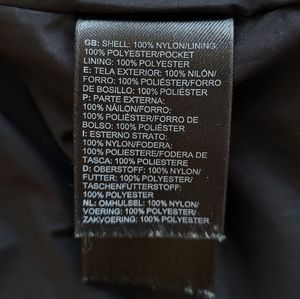 GB: SHELL: 100% NYLON/LINING:
100% POLYESTER/POCKET
LINING: 100% POLYESTER
E: TELA EXTERIOR: 100% NILÓN/
FORRO: 100% POLIÉSTER/FORRO
DE BOSILLO: 100% POLIÉSTER
P: PARTE EXTERNA:
100% NÁILON/FORRO:
100% POLIÉSTER/FORRO DE
BOLSO: 100% POLIÉSTER
I: ESTERNO STRATO:
100% NYLON/FODERA:
100% POLIESTERE/FODERA DE
TASCA: 100% POLIESTERE
D: OBERSTOFF: 100% NYLON/
FUTTER: 100% POLYESTER/
TASCHENFUTTERSTOFF:
100% POLYESTER
NL: OMHULSEL: 100% NYLON/
VOERING: 100% POLYESTER/
ZAKVOERING: 100% POLYESTER